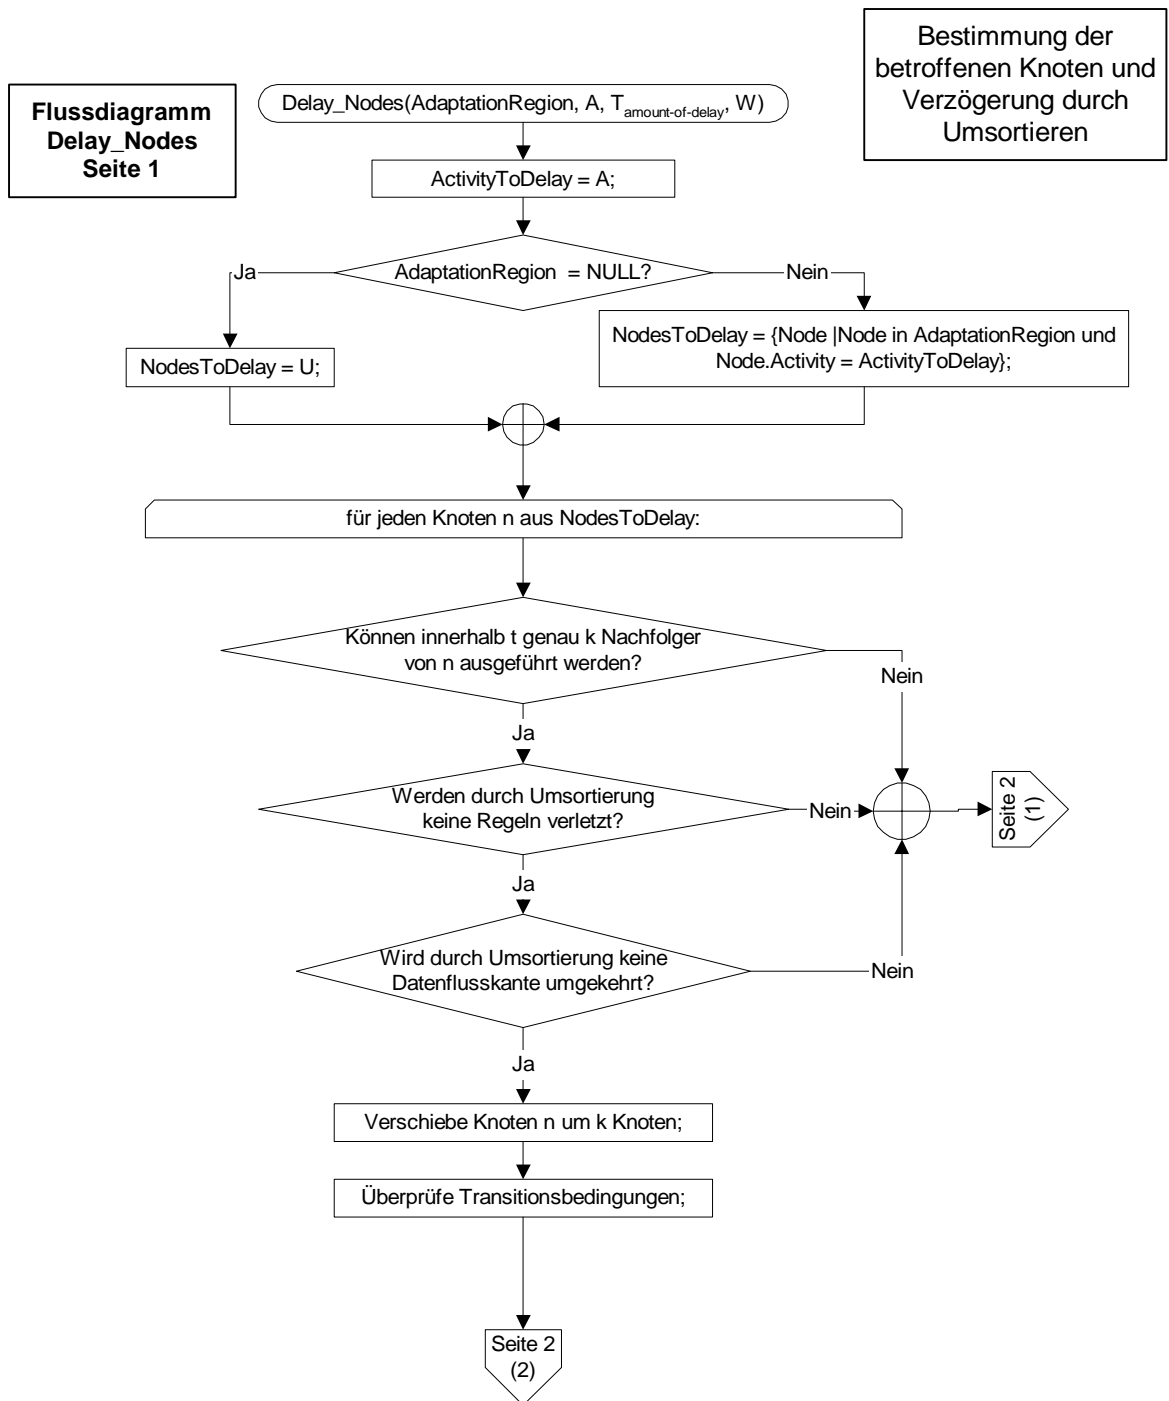 Bestimmung der
betroffenen Knoten und
Verzögerung durch
Umsortieren
Flussdiagramm
Delay_Nodes
Seite 1
Delay_Nodes(AdaptationRegion, A, T_amount-of-delay, W)
ActivityToDelay = A;
AdaptationRegion = NULL?
Ja
Nein
NodesToDelay = {Node |Node in AdaptationRegion und
Node.Activity = ActivityToDelay};
NodesToDelay = U;
für jeden Knoten n aus NodesToDelay:
Können innerhalb t genau k Nachfolger
von n ausgeführt werden?
Nein
Ja
Werden durch Umsortierung
keine Regeln verletzt?
Nein
Seite 2
(1)
Ja
Wird durch Umsortierung keine
Datenflusskante umgekehrt?
Nein
Ja
Verschiebe Knoten n um k Knoten;
Überprüfe Transitionsbedingungen;
Seite 2
(2)